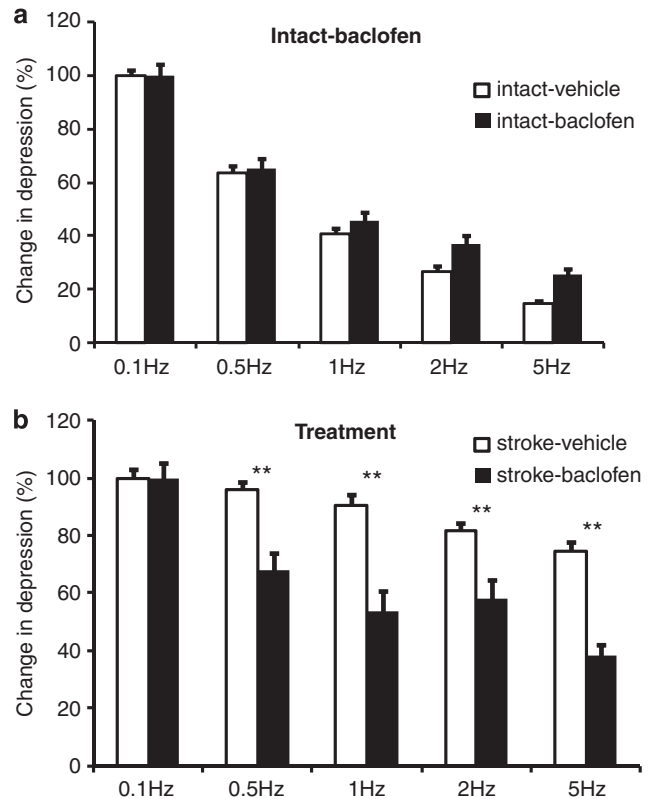 a
120
Intact-baclofen
100
80
60
40
20
0
Change in depression (%)
intact-vehicle
intact-baclofen
0.1Hz 0.5Hz 1Hz 2Hz 5Hz
b
120
Treatment
100
80
60
40
20
0
Change in depression (%)
stroke-vehicle
stroke-baclofen
** ** ** **
0.1Hz 0.5Hz 1Hz 2Hz 5Hz